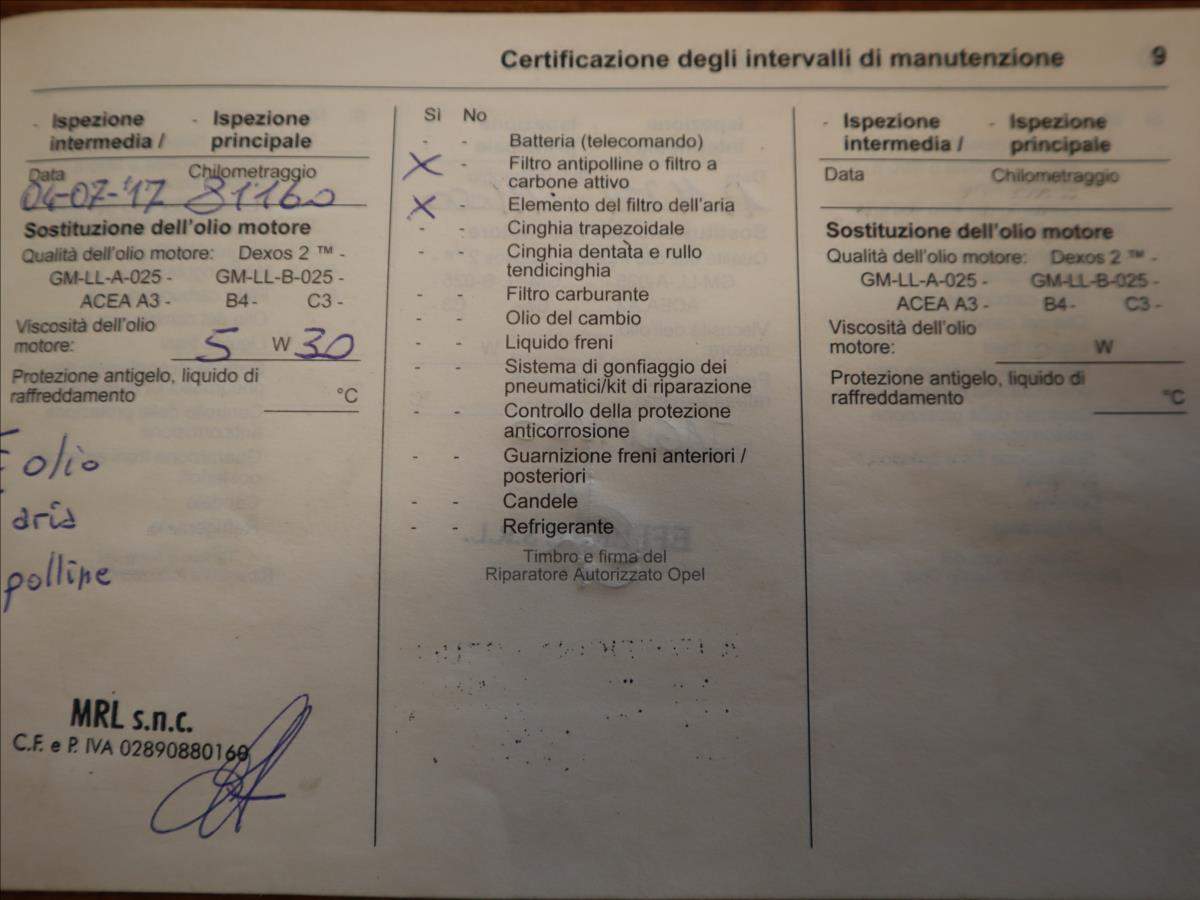 Certificazione degli intervalli di manutenzione 9
- Ispezione intermedia / - Ispezione principale
Data Chilometraggio
04-07-'17 81160
Sostituzione dell'olio motore
Qualità dell'olio motore: Dexos 2 ™ -
GM-LL-A-025 - GM-LL-B-025 -
ACEA A3 - B4 - C3 -
Viscosità dell'olio
motore: 5 W 30
Protezione antigelo, liquido di
raffreddamento °C
olio
aria
polline
MRL s.n.c.
C.F. e P. IVA 02890880160
Sì No
- - Batteria (telecomando)
X - Filtro antipolline o filtro a
carbone attivo
X - Elemento del filtro dell'aria
- - Cinghia trapezoidale
- - Cinghia dentata e rullo
tendicinghia
- - Filtro carburante
- - Olio del cambio
- - Liquido freni
- - Sistema di gonfiaggio dei
pneumatici/kit di riparazione
- - Controllo della protezione
anticorrosione
- - Guarnizione freni anteriori /
posteriori
- - Candele
- - Refrigerante
Timbro e firma del
Riparatore Autorizzato Opel
- Ispezione intermedia / - Ispezione principale
Data Chilometraggio
Sostituzione dell'olio motore
Qualità dell'olio motore: Dexos 2 ™ -
GM-LL-A-025 - GM-LL-B-025 -
ACEA A3 - B4 - C3 -
Viscosità dell'olio
motore: W
Protezione antigelo, liquido di
raffreddamento °C